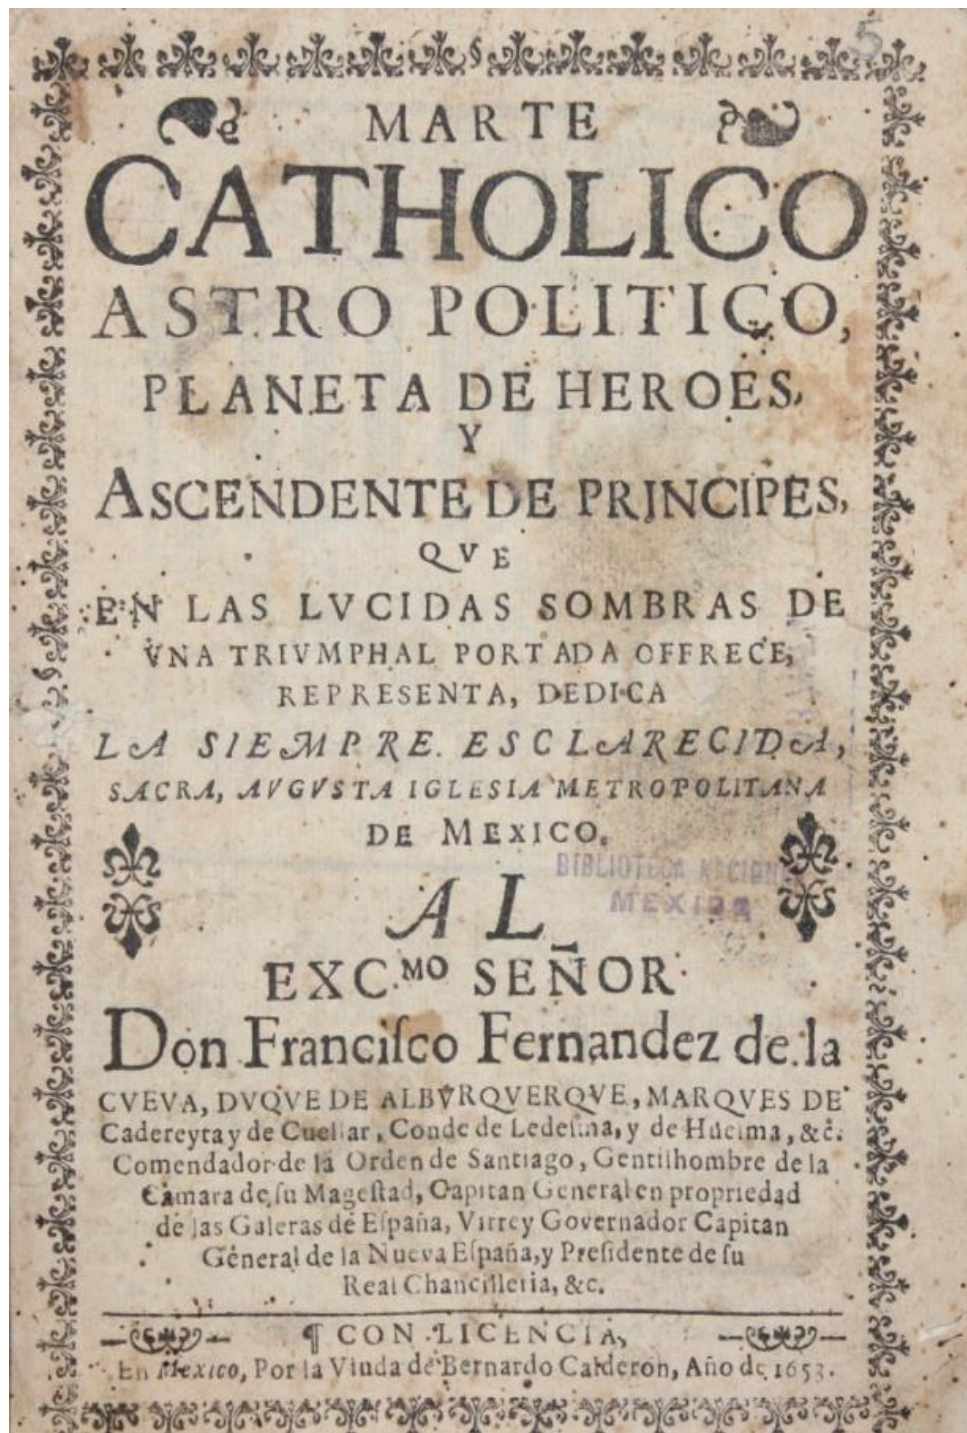 5
MARTE
CATHOLICO
ASTRO POLITICO,
PLANETA DE HEROES,
Y
ASCENDENTE DE PRINCIPES,
QVE
EN LAS LVCIDAS SOMBRAS DE
VNA TRIVMPHAL PORTADA OFFRECE,
REPRESENTA, DEDICA
LA SIEMPRE ESCLARECIDA,
SACRA, AVGVSTA IGLESIA METROPOLITANA
DE MEXICO.
BIBLIOTECA NACIONAL
MEXICO
AL
EXC.MO SEÑOR
Don Franciſco Fernandez de la
CVEVA, DVQVE DE ALBVRQVERQVE, MARQVES DE
Cadereyta y de Cuellar, Conde de Ledeſma, y de Huelma, &c.
Comendador de la Orden de Santiago, Gentilhombre de la
Camara de ſu Mageſtad, Capitan General en propriedad
de las Galeras de Eſpaña, Virrey Governador Capitan
General de la Nueva Eſpaña, y Preſidente de ſu
Real Chancilleria, &c.
¶ CON LICENCIA,
En Mexico, Por la Viuda de Bernardo Calderon, Año de 1653.